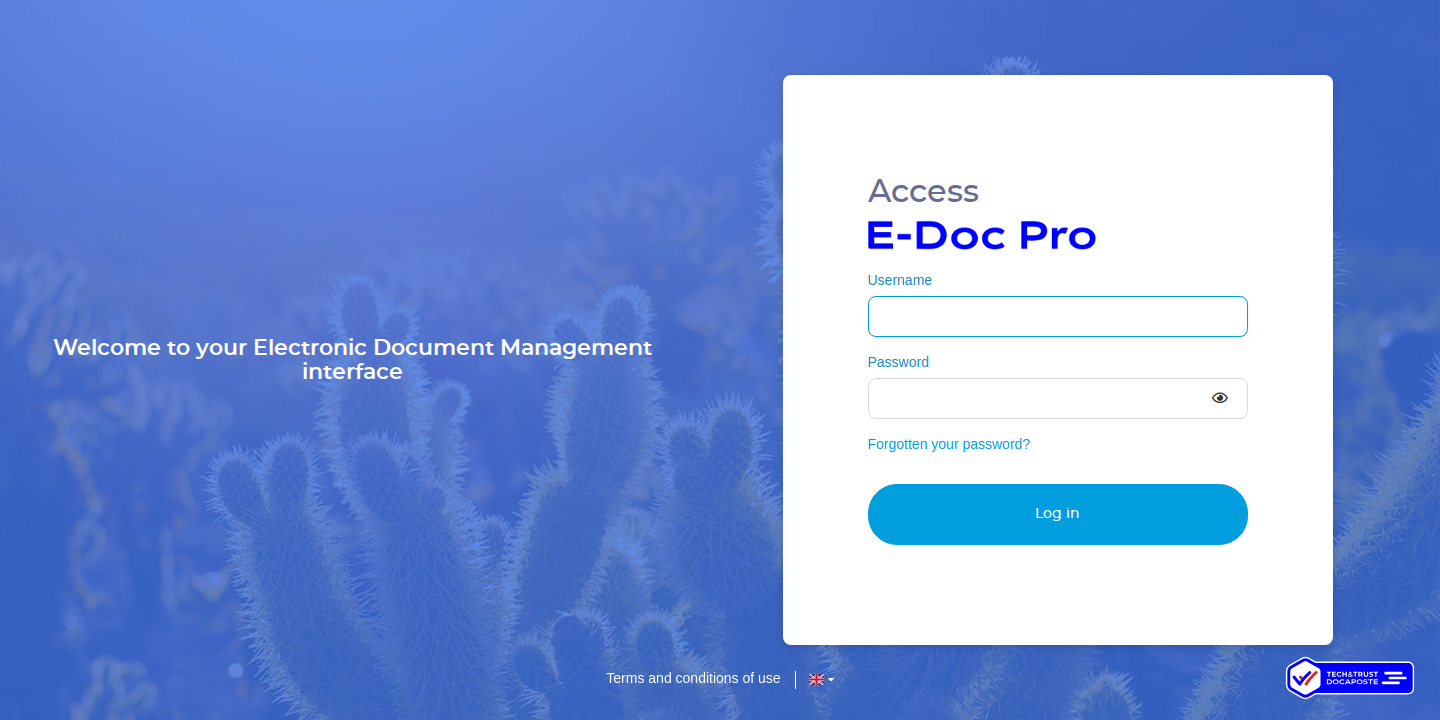 Welcome to your Electronic Document Management
interface
Access
E-Doc Pro
Username
Password
Forgotten your password?
Log in
Terms and conditions of use
TECH&TRUST
DOCAPOSTE